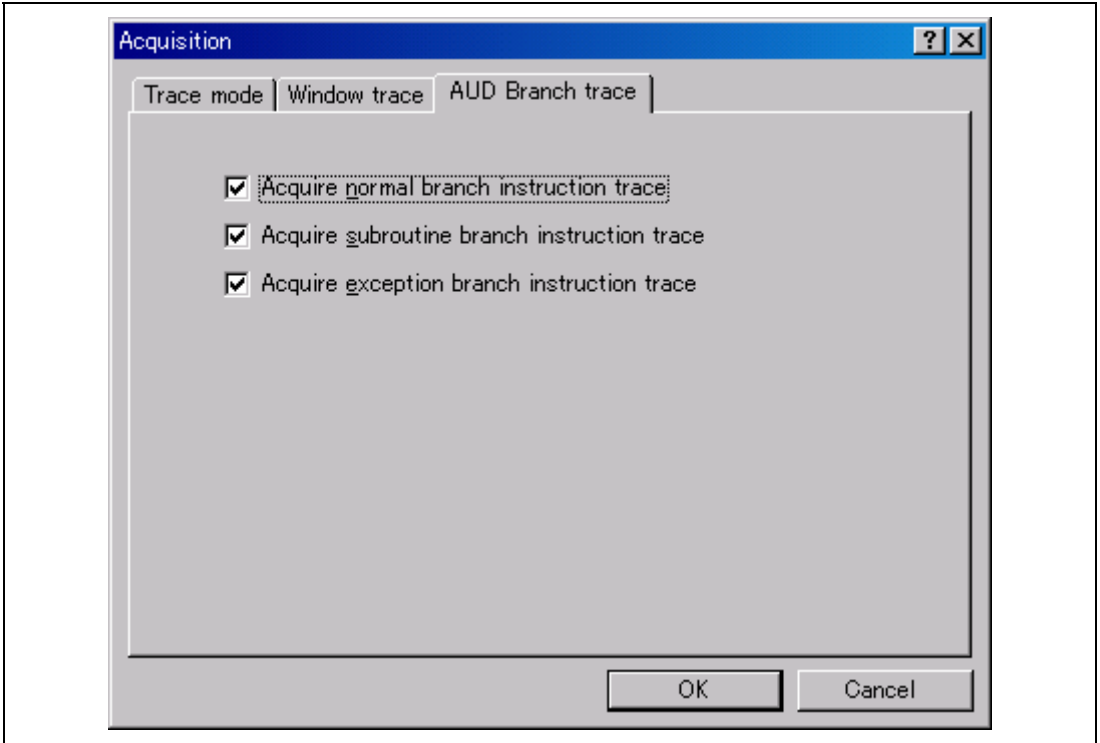 Acquisition
Trace mode Window trace AUD Branch trace
Acquire normal branch instruction trace
Acquire subroutine branch instruction trace
Acquire exception branch instruction trace
OK Cancel